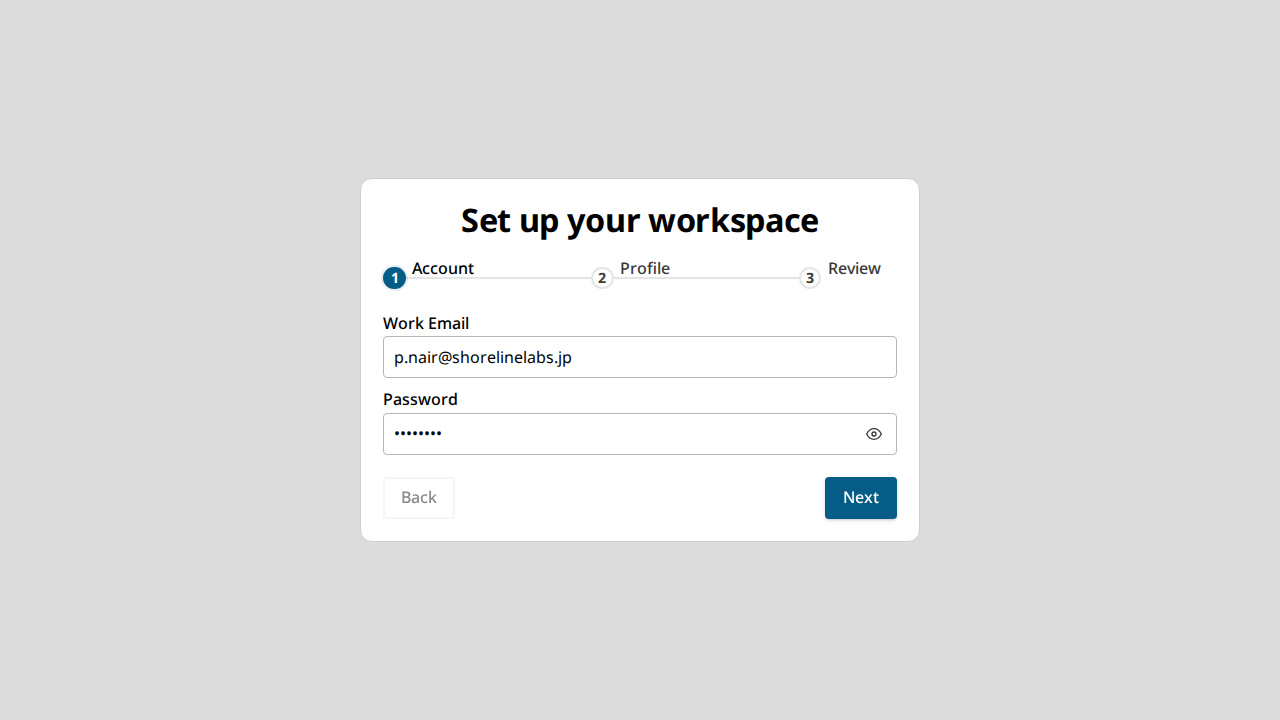 Set up your workspace
1 Account 2 Profile 3 Review
Work Email
p.nair@shorelinelabs.jp
Password
••••••••
Back Next